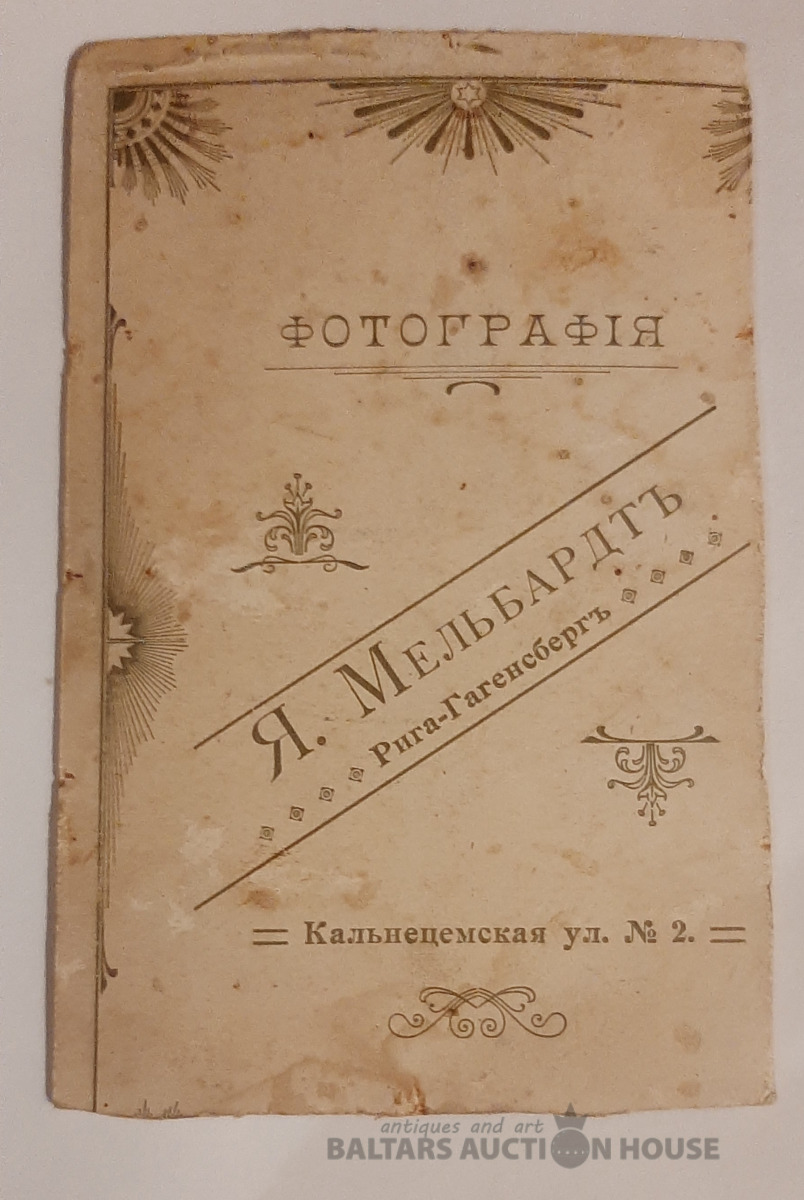 ФОТОГРАФІЯ
Я. МЕЛЬБАРДТЪ
Рига-Гагенсбергъ
= Кальнецемская ул. № 2. =
antiques and art
BALTARS AUCTION HOUSE